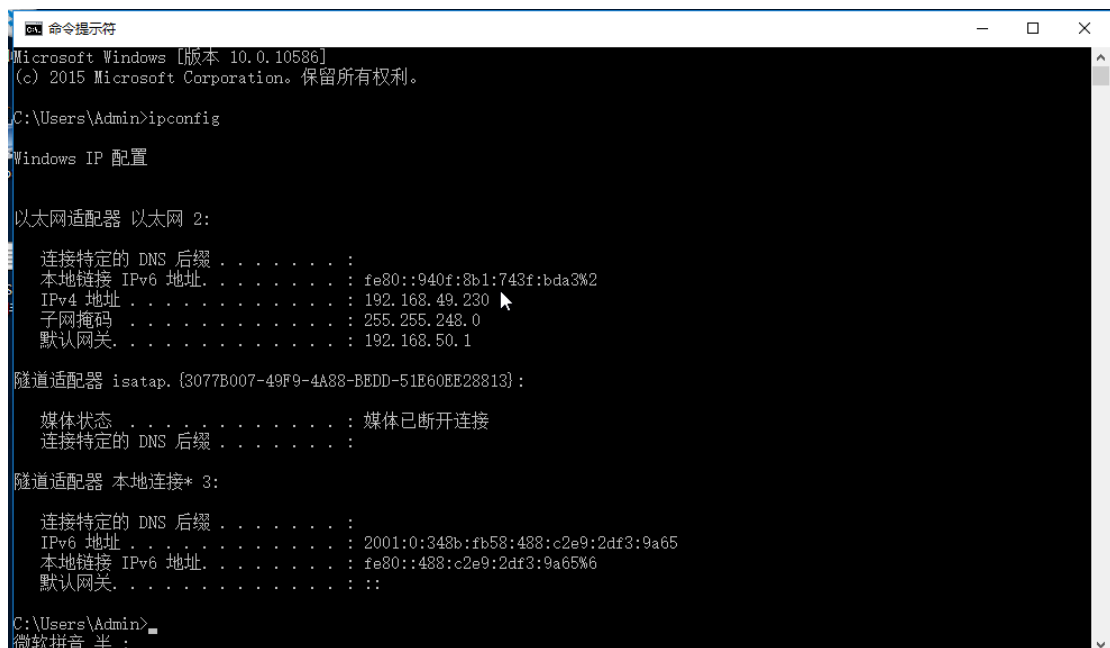 命令提示符
Microsoft Windows [版本 10.0.10586]
(c) 2015 Microsoft Corporation。保留所有权利。
C:\Users\Admin>ipconfig
Windows IP 配置
以太网适配器 以太网 2:
连接特定的 DNS 后缀 . . . . . . . :
本地链接 IPv6 地址. . . . . . . . : fe80::940f:8b1:743f:bda3%2
IPv4 地址 . . . . . . . . . . . . : 192.168.49.230
子网掩码 . . . . . . . . . . . . : 255.255.248.0
默认网关. . . . . . . . . . . . . : 192.168.50.1
隧道适配器 isatap.{3077B007-49F9-4A88-BEDD-51E60EE28813}:
媒体状态 . . . . . . . . . . . . : 媒体已断开连接
连接特定的 DNS 后缀 . . . . . . . :
隧道适配器 本地连接* 3:
连接特定的 DNS 后缀 . . . . . . . :
IPv6 地址 . . . . . . . . . . . . : 2001:0:348b:fb58:488:c2e9:2df3:9a65
本地链接 IPv6 地址. . . . . . . . : fe80::488:c2e9:2df3:9a65%6
默认网关. . . . . . . . . . . . . : ::
C:\Users\Admin>
微软拼音 半 :